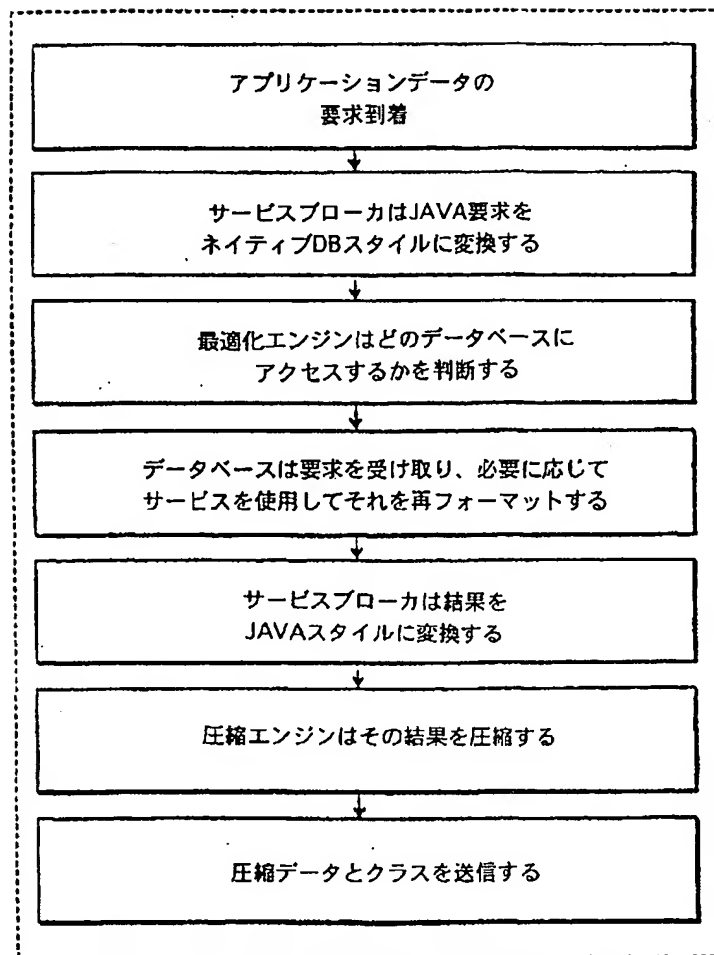 アプリケーションデータの
要求到着
サービスブローカはJAVA要求を
ネイティブDBスタイルに変換する
最適化エンジンはどのデータベースに
アクセスするかを判断する
データベースは要求を受け取り、必要に応じて
サービスを使用してそれを再フォーマットする
サービスブローカは結果を
JAVAスタイルに変換する
圧縮エンジンはその結果を圧縮する
圧縮データとクラスを送信する